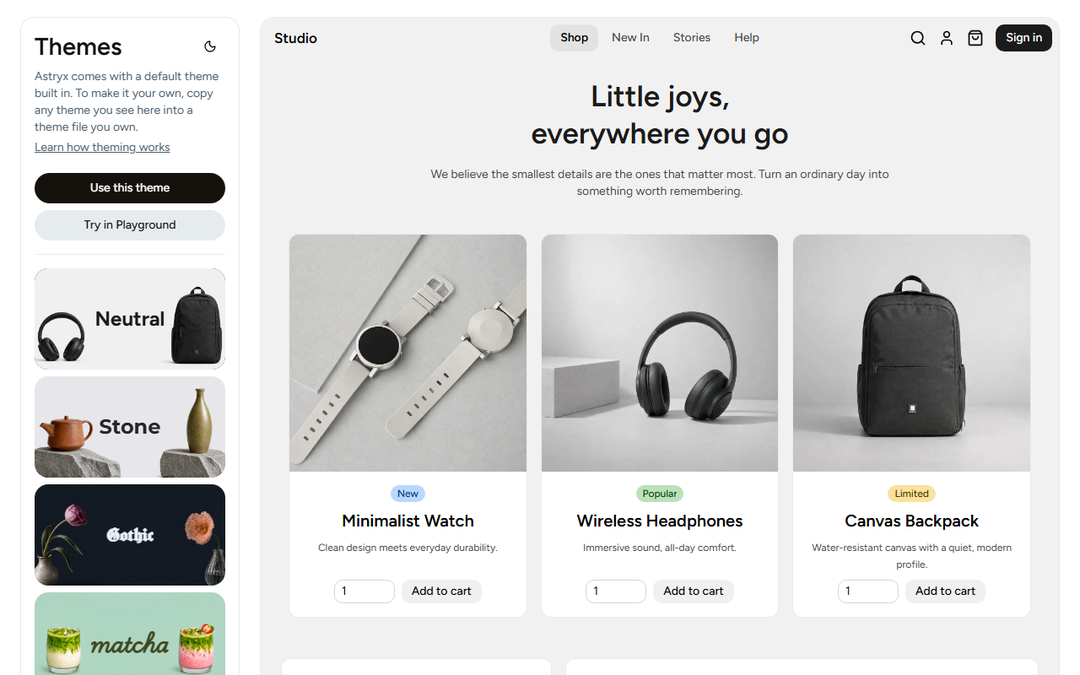 Themes
Astryx comes with a default theme
built in. To make it your own, copy
any theme you see here into a
theme file you own.
Learn how theming works
Use this theme
Try in Playground
Neutral
Stone
Gothic
matcha
Studio
Shop
New In
Stories
Help
Sign in
Little joys,
everywhere you go
We believe the smallest details are the ones that matter most. Turn an ordinary day into
something worth remembering.
New
Minimalist Watch
Clean design meets everyday durability.
1
Add to cart
Popular
Wireless Headphones
Immersive sound, all-day comfort.
1
Add to cart
Limited
Canvas Backpack
Water-resistant canvas with a quiet, modern
profile.
1
Add to cart